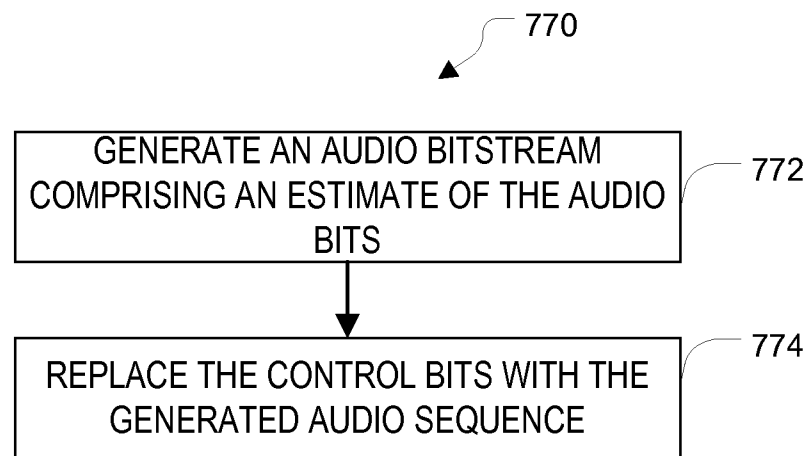 770
GENERATE AN AUDIO BITSTREAM
COMPRISING AN ESTIMATE OF THE AUDIO
BITS
772
REPLACE THE CONTROL BITS WITH THE
GENERATED AUDIO SEQUENCE
774